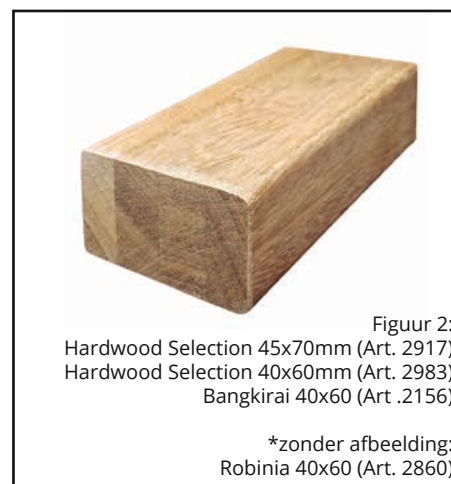 Figuur 2:
Hardwood Selection 45x70mm (Art. 2917)
Hardwood Selection 40x60mm (Art. 2983)
Bangkirai 40x60 (Art .2156)
*zonder afbeelding:
Robinia 40x60 (Art. 2860)